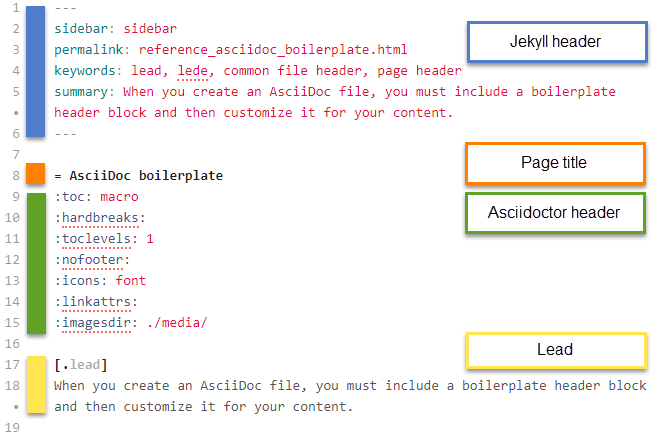 1 ---
2 sidebar: sidebar
Jekyll header
3 permalink: reference_asciidoc_boilerplate.html
4 keywords: lead, lede, common file header, page header
5 summary: When you create an AsciiDoc file, you must include a boilerplate
• header block and then customize it for your content.
6 ---
7
Page title
8 = AsciiDoc boilerplate
9 :toc: macro
Asciidoctor header
10 :hardbreaks:
11 :toclevels: 1
12 :nofooter:
13 :icons: font
14 :linkattrs:
15 :imagesdir: ./media/
16
Lead
17 [.lead]
18 When you create an AsciiDoc file, you must include a boilerplate header block
• and then customize it for your content.
19